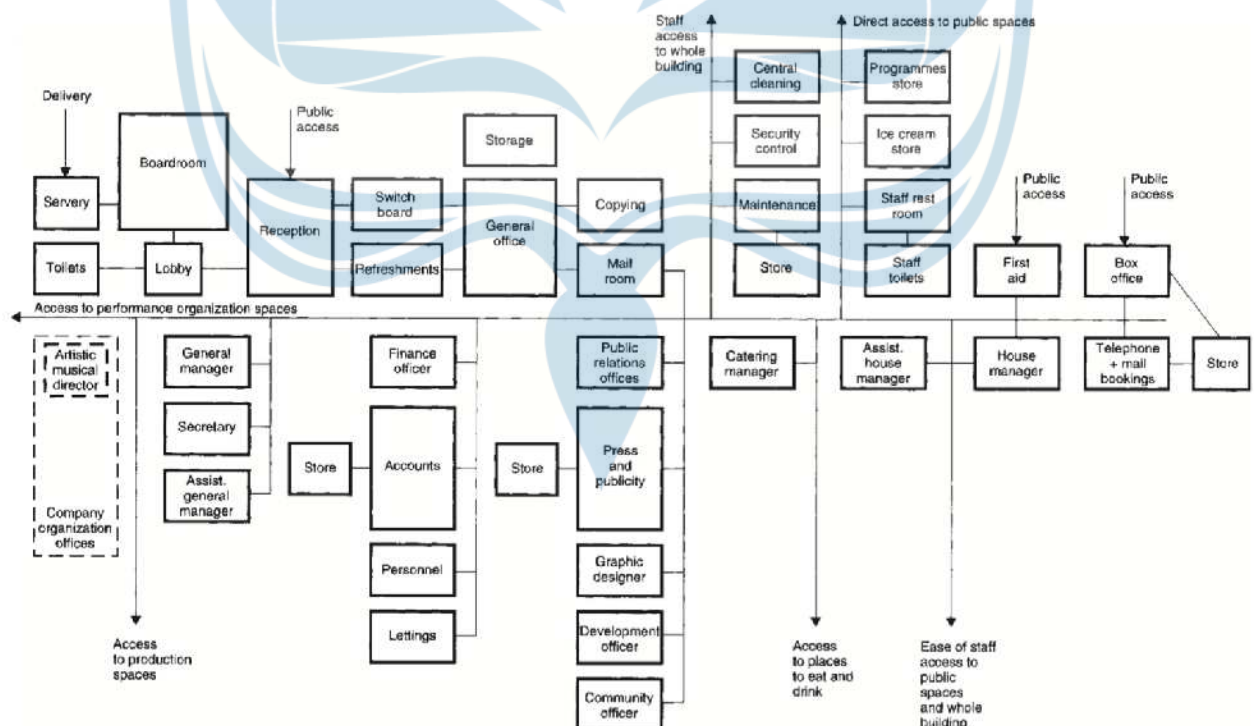 Staff
access
to whole
building
Direct access to public spaces
Central
cleaning
Programmes
store
Delivery
Public
access
Boardroom
Storage
Security
control
Ice cream
store
Servery
Reception
Switch
board
General
office
Copying
Maintenance
Staff rest
room
Public
access
Public
access
Toilets
Lobby
Refreshments
Mail
room
Store
Staff
toilets
First
aid
Box
office
Access to performance organization spaces
Artistic
musical
director
General
manager
Finance
officer
Public
relations
offices
Catering
manager
Assist.
house
manager
House
manager
Telephone
+ mail
bookings
Store
Secretary
Store
Accounts
Store
Press
and
publicity
Assist.
general
manager
Company
organization
offices
Personnel
Graphic
designer
Lettings
Development
officer
Community
officer
Access
to production
spaces
Access
to places
to eat and
drink
Ease of staff
access to
public
spaces
and whole
building